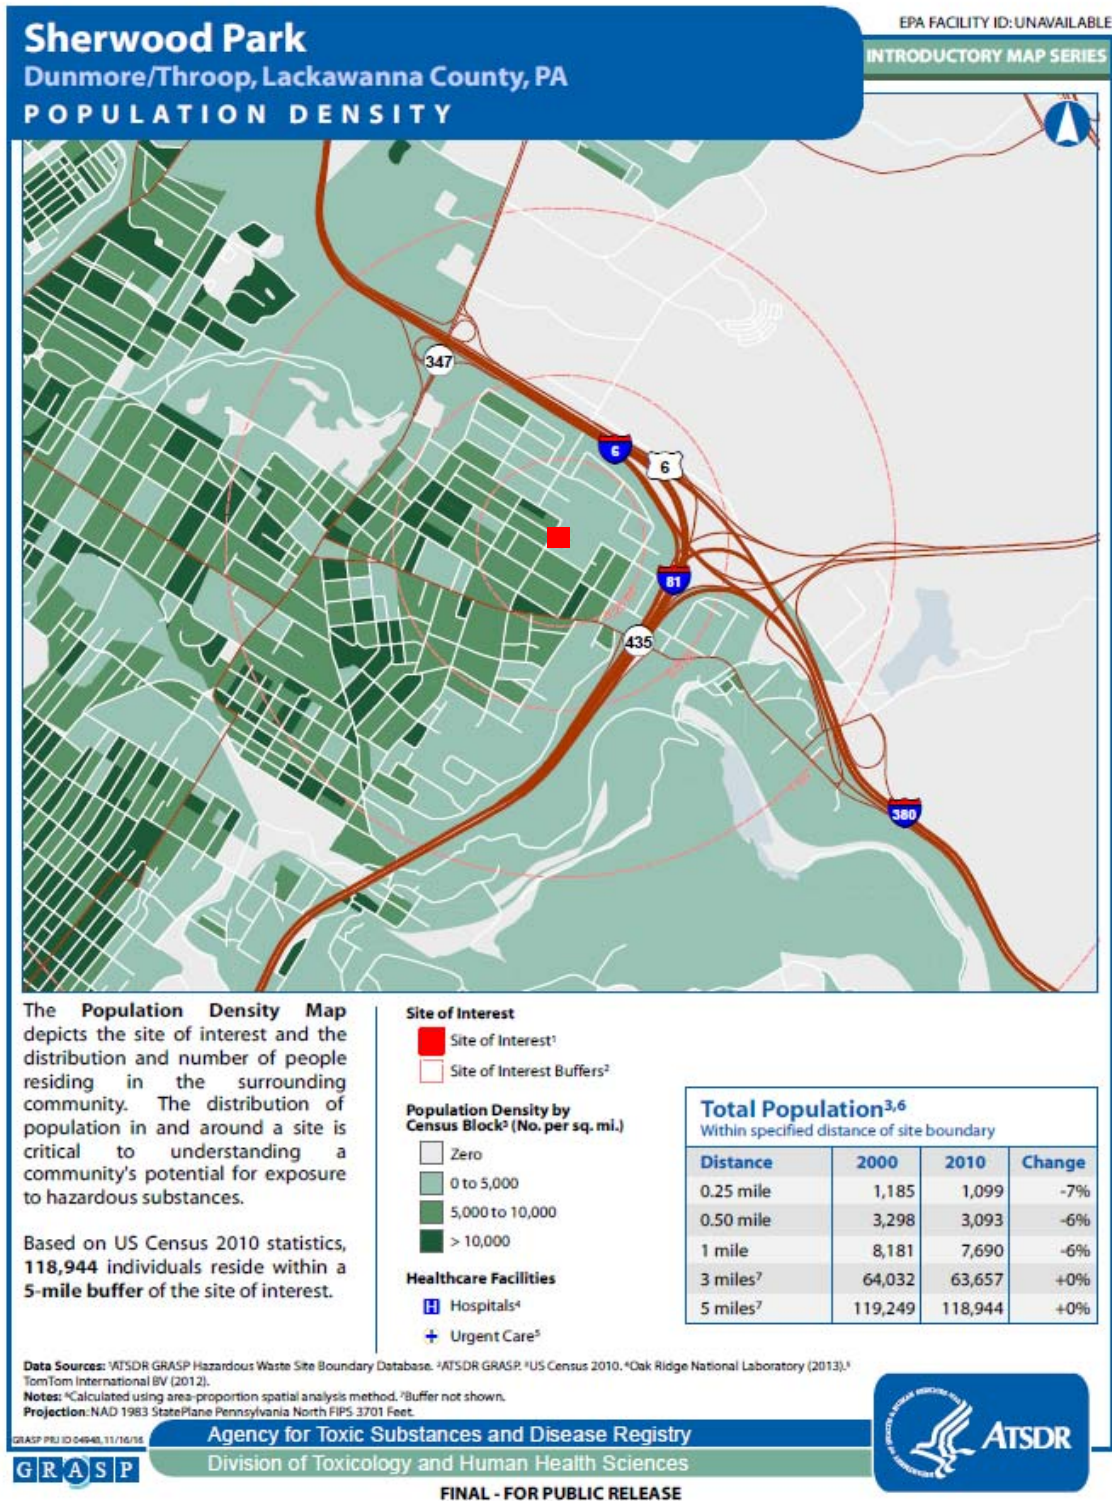 EPA FACILITY ID: UNAVAILABLE
Sherwood Park
INTRODUCTORY MAP SERIES
Dunmore/Throop, Lackawanna County, PA
POPULATION DENSITY
347
6
6
81
435
380
The Population Density Map
depicts the site of interest and the
distribution and number of people
residing in the surrounding
community. The distribution of
population in and around a site is
critical to understanding a
community's potential for exposure
to hazardous substances.
Based on US Census 2010 statistics,
118,944 individuals reside within a
5-mile buffer of the site of interest.
Site of Interest
Site of Interest¹
Site of Interest Buffers²
Population Density by
Census Block³ (No. per sq. mi.)
Zero
0 to 5,000
5,000 to 10,000
> 10,000
Healthcare Facilities
H Hospitals⁴
Urgent Care⁵
Total Population³,⁶
Within specified distance of site boundary
Distance 2000 2010 Change
0.25 mile 1,185 1,099 -7%
0.50 mile 3,298 3,093 -6%
1 mile 8,181 7,690 -6%
3 miles⁷ 64,032 63,657 +0%
5 miles⁷ 119,249 118,944 +0%
Data Sources: ¹ATSDR GRASP Hazardous Waste Site Boundary Database. ²ATSDR GRASP. ³US Census 2010. ⁴Oak Ridge National Laboratory (2013).⁵
TomTom International BV (2012).
Notes: ⁶Calculated using area-proportion spatial analysis method. ⁷Buffer not shown.
Projection: NAD 1983 StatePlane Pennsylvania North FIPS 3701 Feet.
GRASP PRJ ID 04948, 11/16/16
Agency for Toxic Substances and Disease Registry
Division of Toxicology and Human Health Sciences
GRASP
ATSDR
FINAL - FOR PUBLIC RELEASE